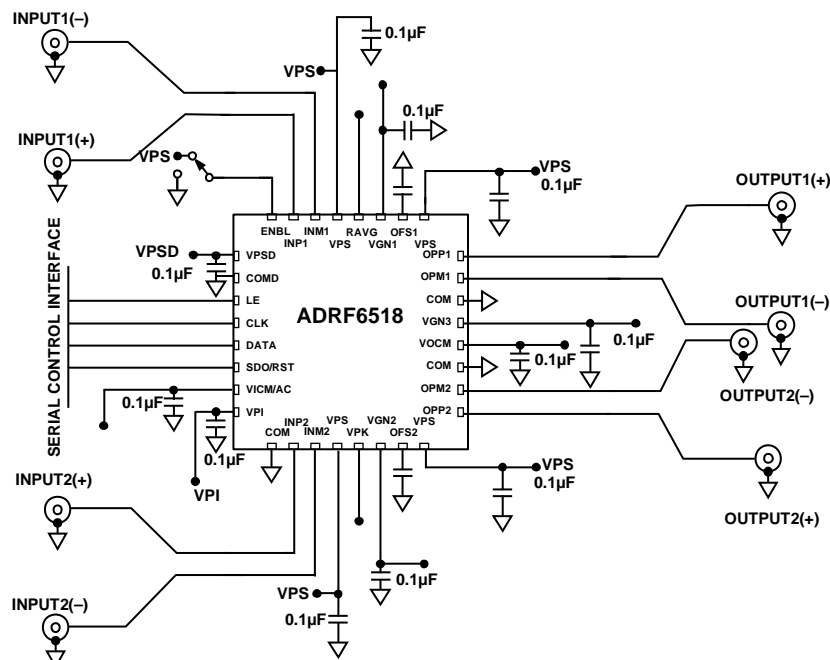 INPUT1(–)
0.1µF
VPS
0.1µF
INPUT1(+)
VPS
VPS
0.1µF
OUTPUT1(+)
ENBL
INP1
INM1
VPS
RAVG
VGN1
OFS1
VPS
SERIAL CONTROL INTERFACE
VPSD
0.1µF
VPSD
COMD
LE
CLK
DATA
SDO/RST
VICM/AC
VPI
ADRF6518
OPP1
OPM1
COM
VGN3
VOCM
COM
OPM2
OPP2
OUTPUT1(–)
0.1µF
0.1µF
OUTPUT2(–)
0.1µF
0.1µF
VPI
COM
INP2
INM2
VPS
VPK
VGN2
OFS2
VPS
VPS
0.1µF
INPUT2(+)
OUTPUT2(+)
INPUT2(–)
VPS
0.1µF
0.1µF